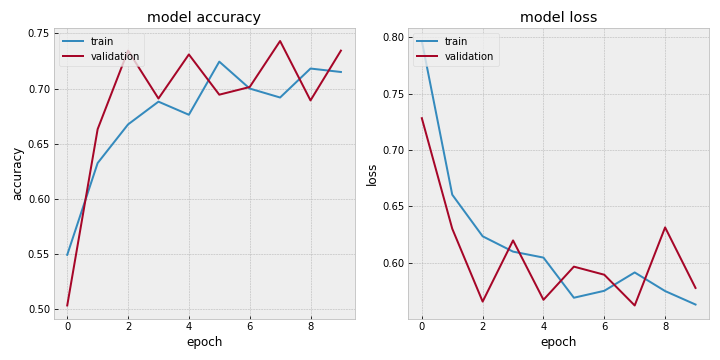 model accuracy
train
validation
0.75
0.70
0.65
0.60
0.55
0.50
0 2 4 6 8
accuracy
epoch
model loss
train
validation
0.80
0.75
0.70
0.65
0.60
0 2 4 6 8
loss
epoch